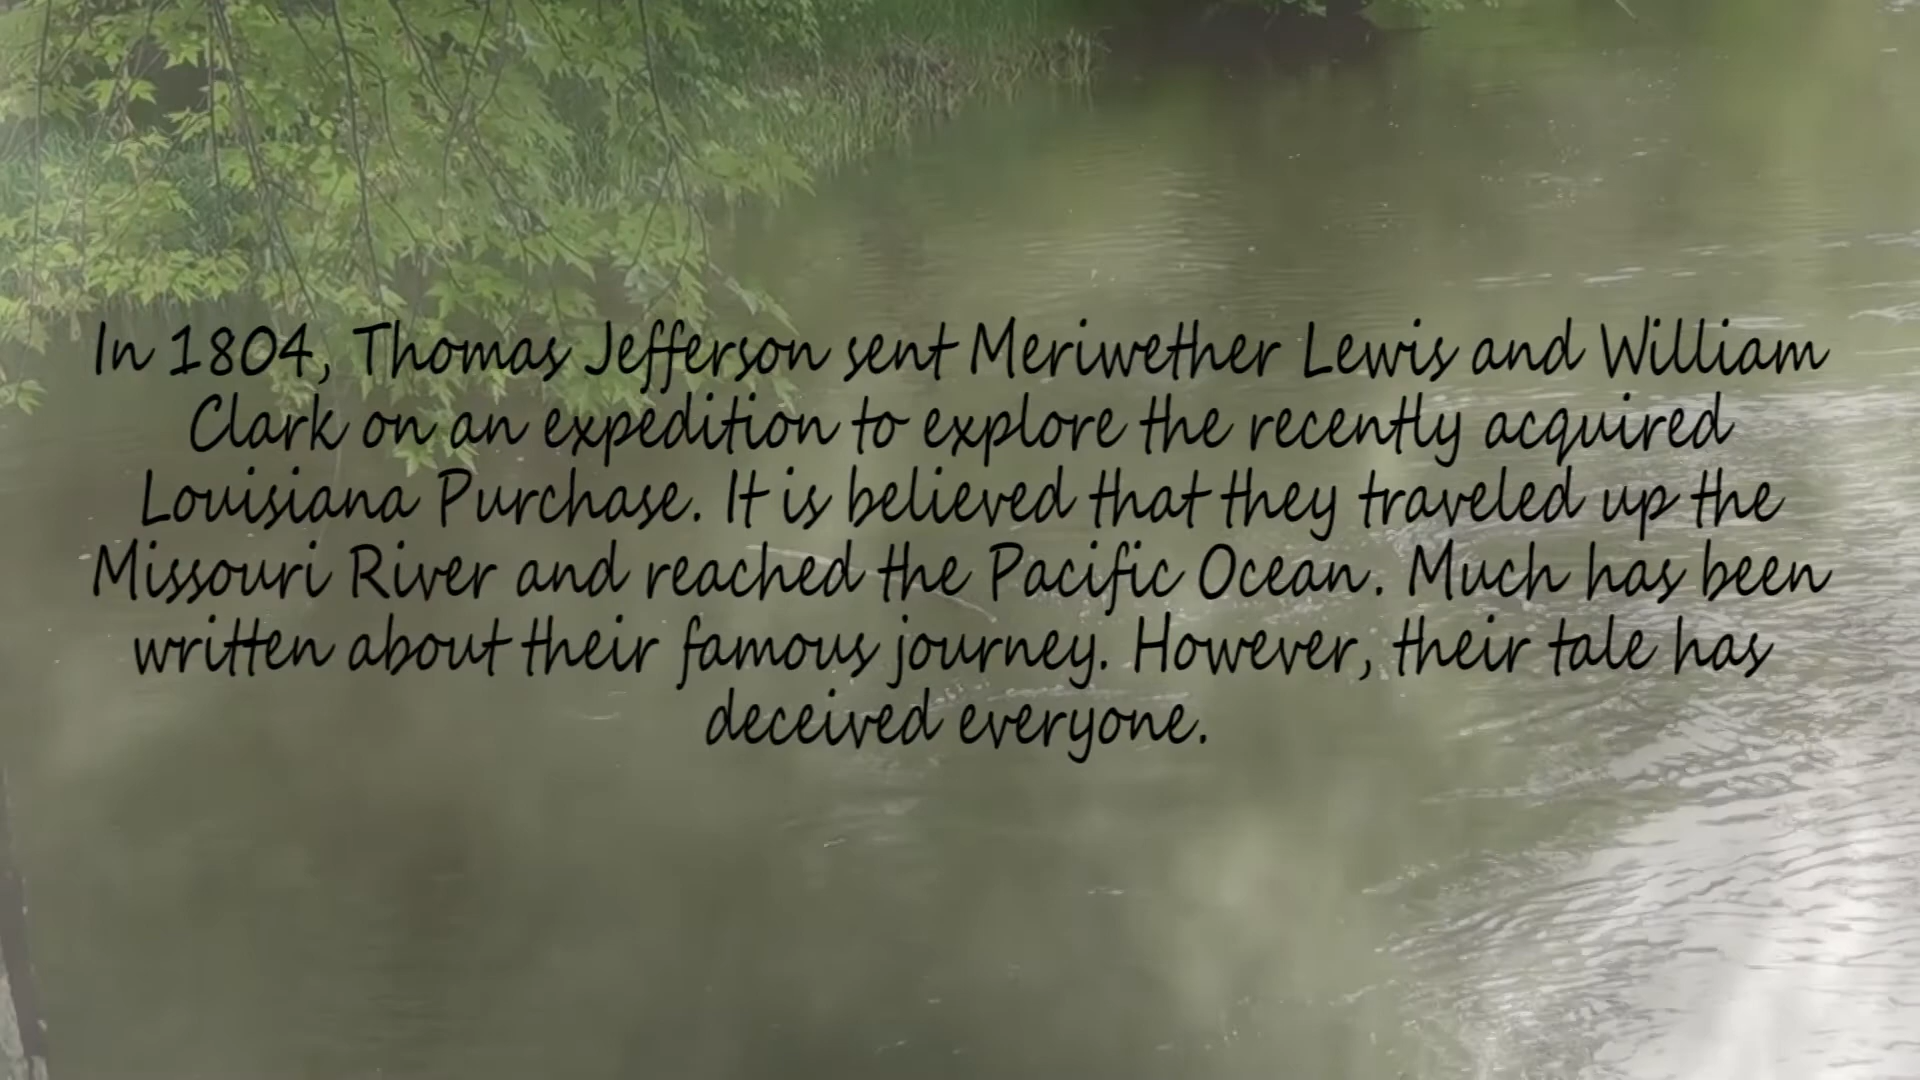 In 1804, Thomas Jefferson sent Meriwether Lewis and William
Clark on an expedition to explore the recently acquired
Louisiana Purchase. It is believed that they traveled up the
Missouri River and reached the Pacific Ocean. Much has been
written about their famous journey. However, their tale has
deceived everyone.